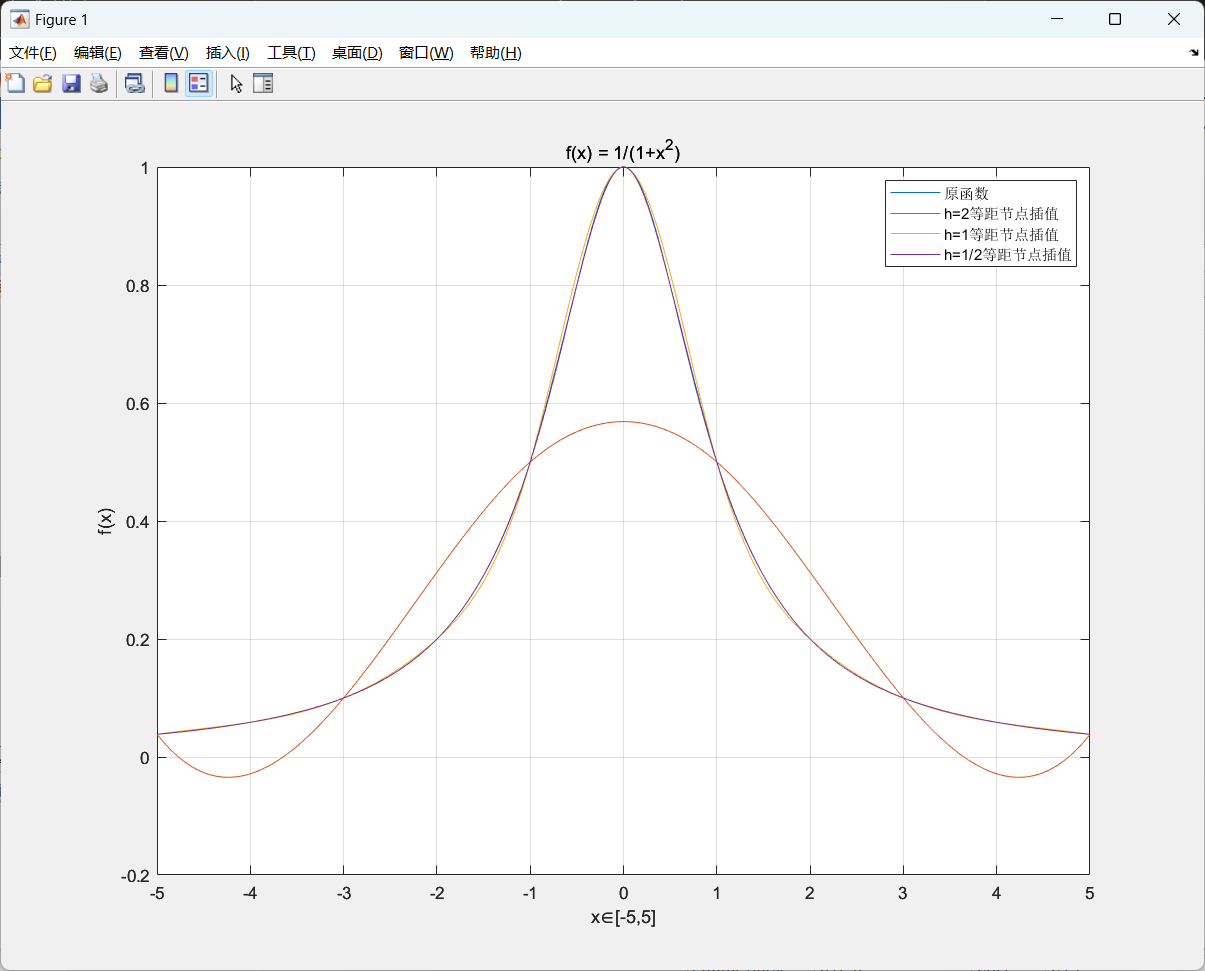 Figure 1
文件(F) 编辑(E) 查看(V) 插入(I) 工具(T) 桌面(D) 窗口(W) 帮助(H)
f(x) = 1/(1+x²)
原函数
h=2等距节点插值
h=1等距节点插值
h=1/2等距节点插值
f(x)
1
0.8
0.6
0.4
0.2
0
-0.2
-5 -4 -3 -2 -1 0 1 2 3 4 5
x∈[-5,5]